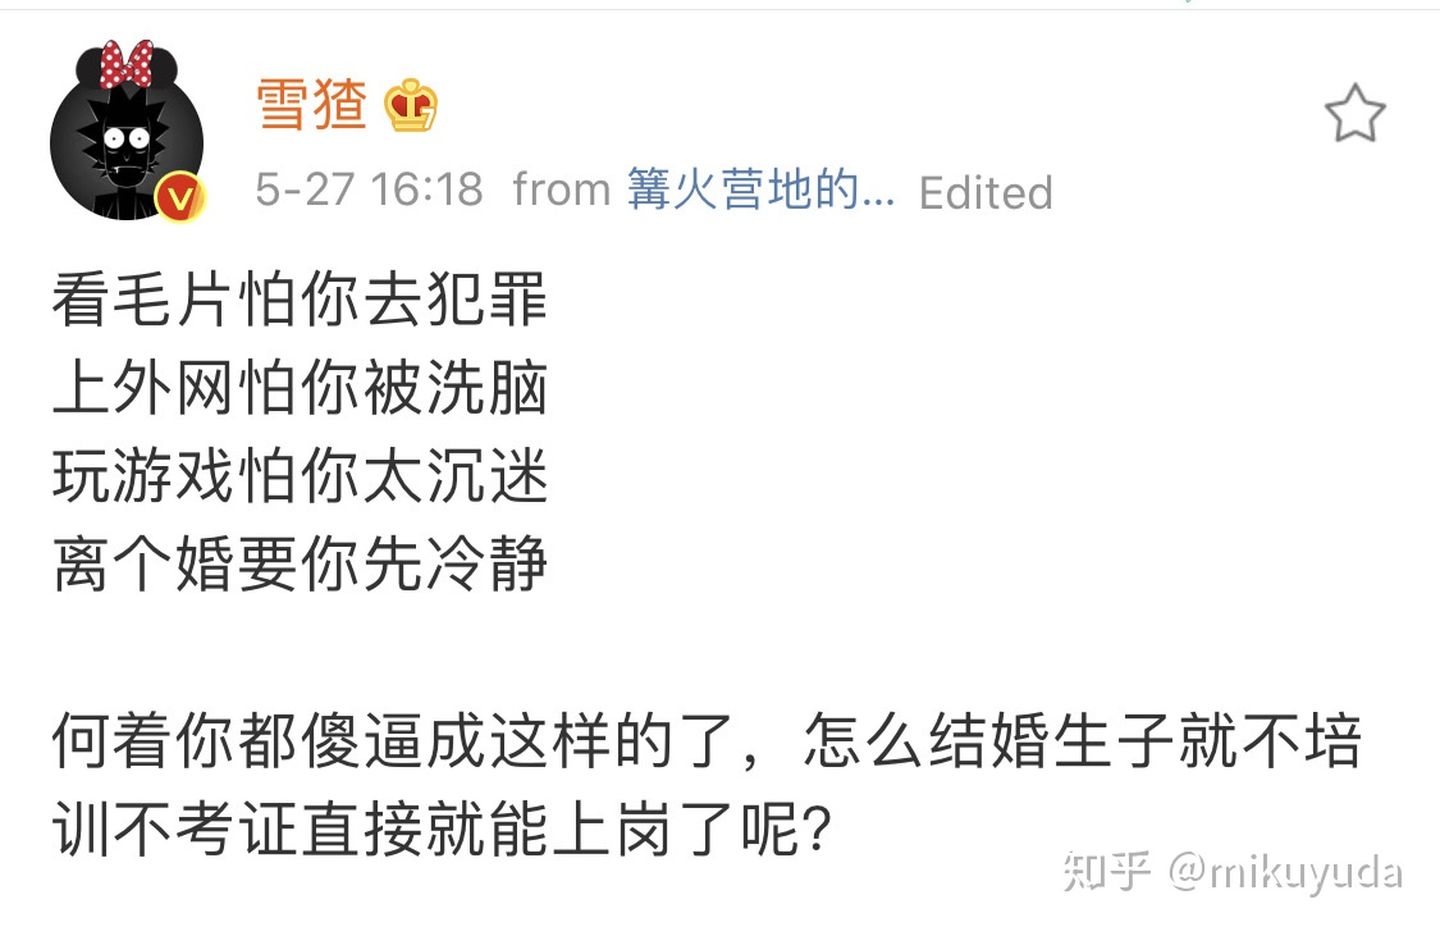 雪猹
5-27 16:18 from 篝火营地的... Edited
看毛片怕你去犯罪
上外网怕你被洗脑
玩游戏怕你太沉迷
离个婚要你先冷静
何着你都傻逼成这样的了，怎么结婚生子就不培
训不考证直接就能上岗了呢？
知乎 @mikuyuda